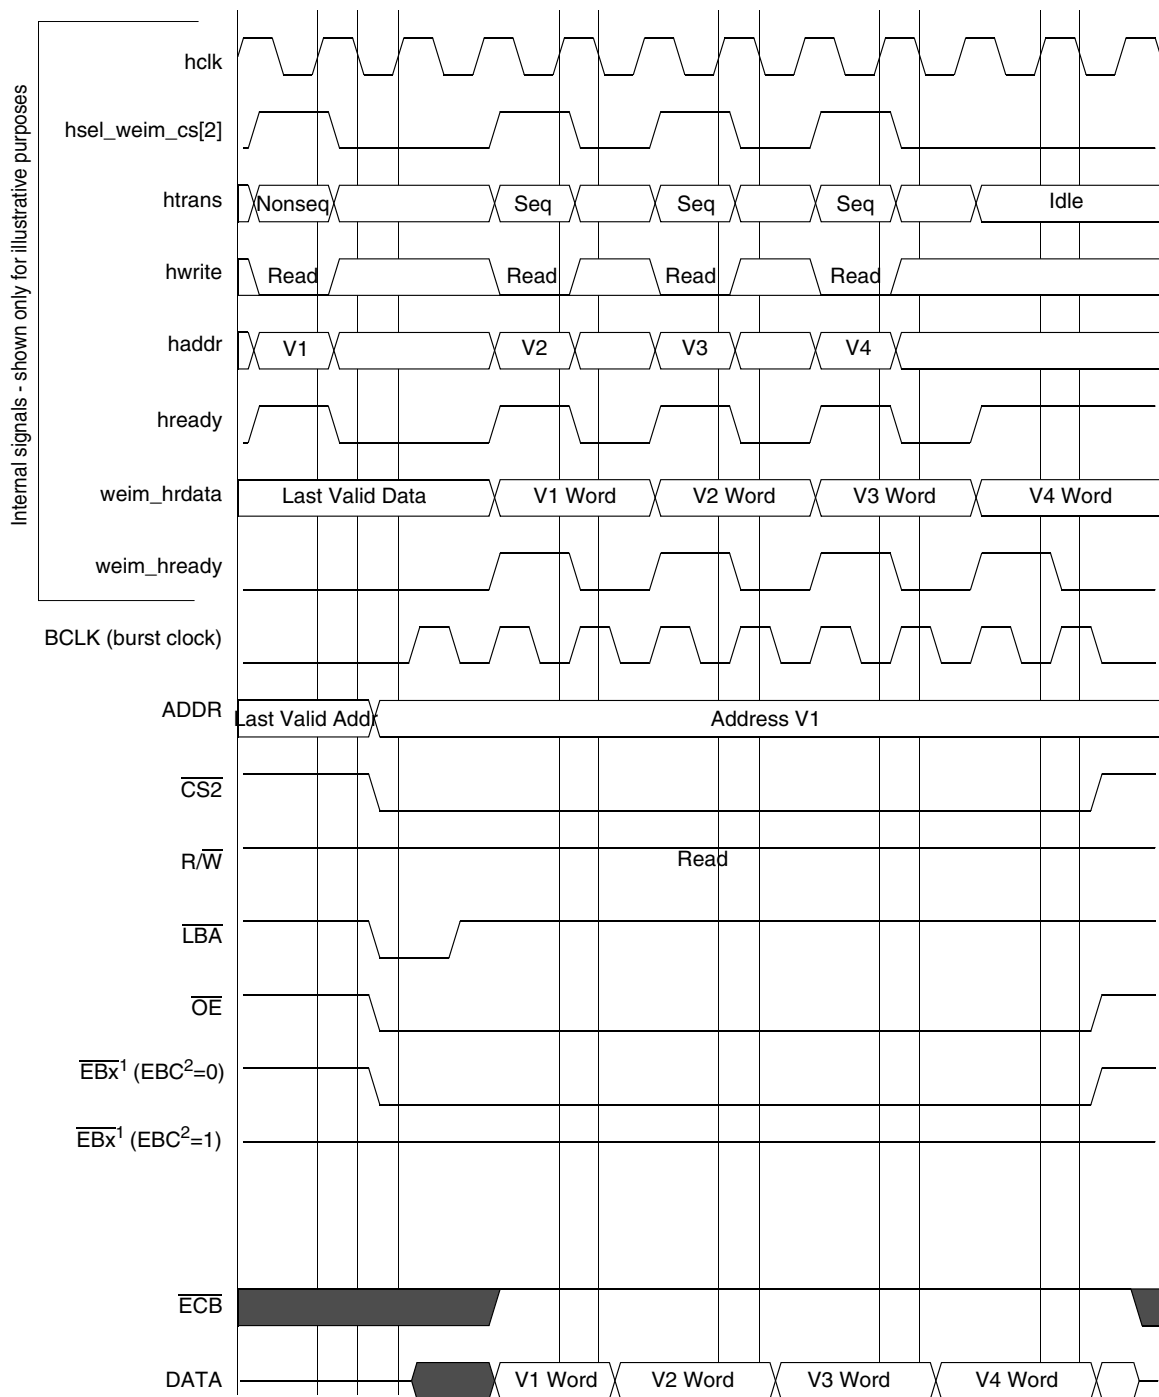 Internal signals - shown only for illustrative purposes
hclk
hsel_weim_cs[2]
htrans Nonseq Seq Seq Seq Idle
hwrite Read Read Read Read
haddr V1 V2 V3 V4
hready
weim_hrdata Last Valid Data V1 Word V2 Word V3 Word V4 Word
weim_hready
BCLK (burst clock)
ADDR Last Valid Addr Address V1
CS2
R/W Read
LBA
OE
EBx1 (EBC2=0)
EBx1 (EBC2=1)
ECB
DATA V1 Word V2 Word V3 Word V4 Word